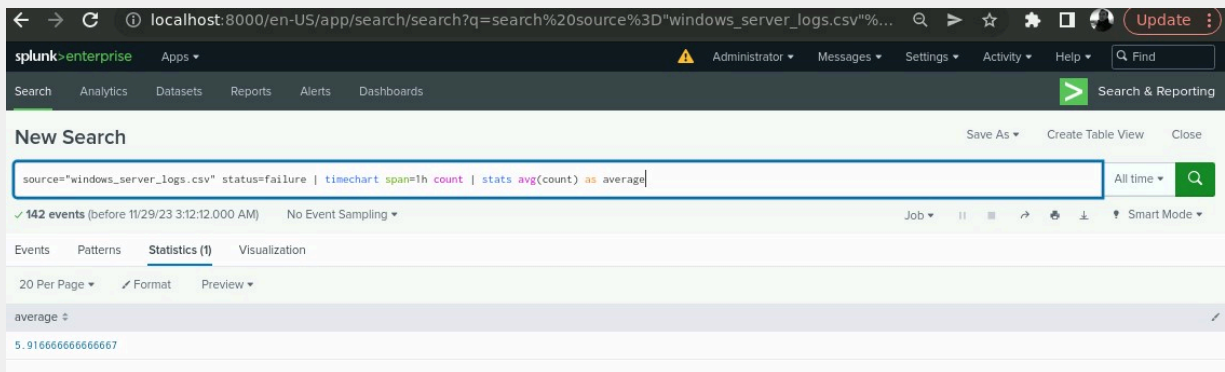 localhost:8000/en-US/app/search/search?q=search%20source%3D"windows_server_logs.csv"%... Update
splunk>enterprise Apps Administrator Messages Settings Activity Help Find
Search Analytics Datasets Reports Alerts Dashboards Search & Reporting
New Search Save As Create Table View Close
source="windows_server_logs.csv" status=failure | timechart span=1h count | stats avg(count) as average All time
142 events (before 11/29/23 3:12:12.000 AM) No Event Sampling Job Smart Mode
Events Patterns Statistics (1) Visualization
20 Per Page Format Preview
average
5.916666666666667